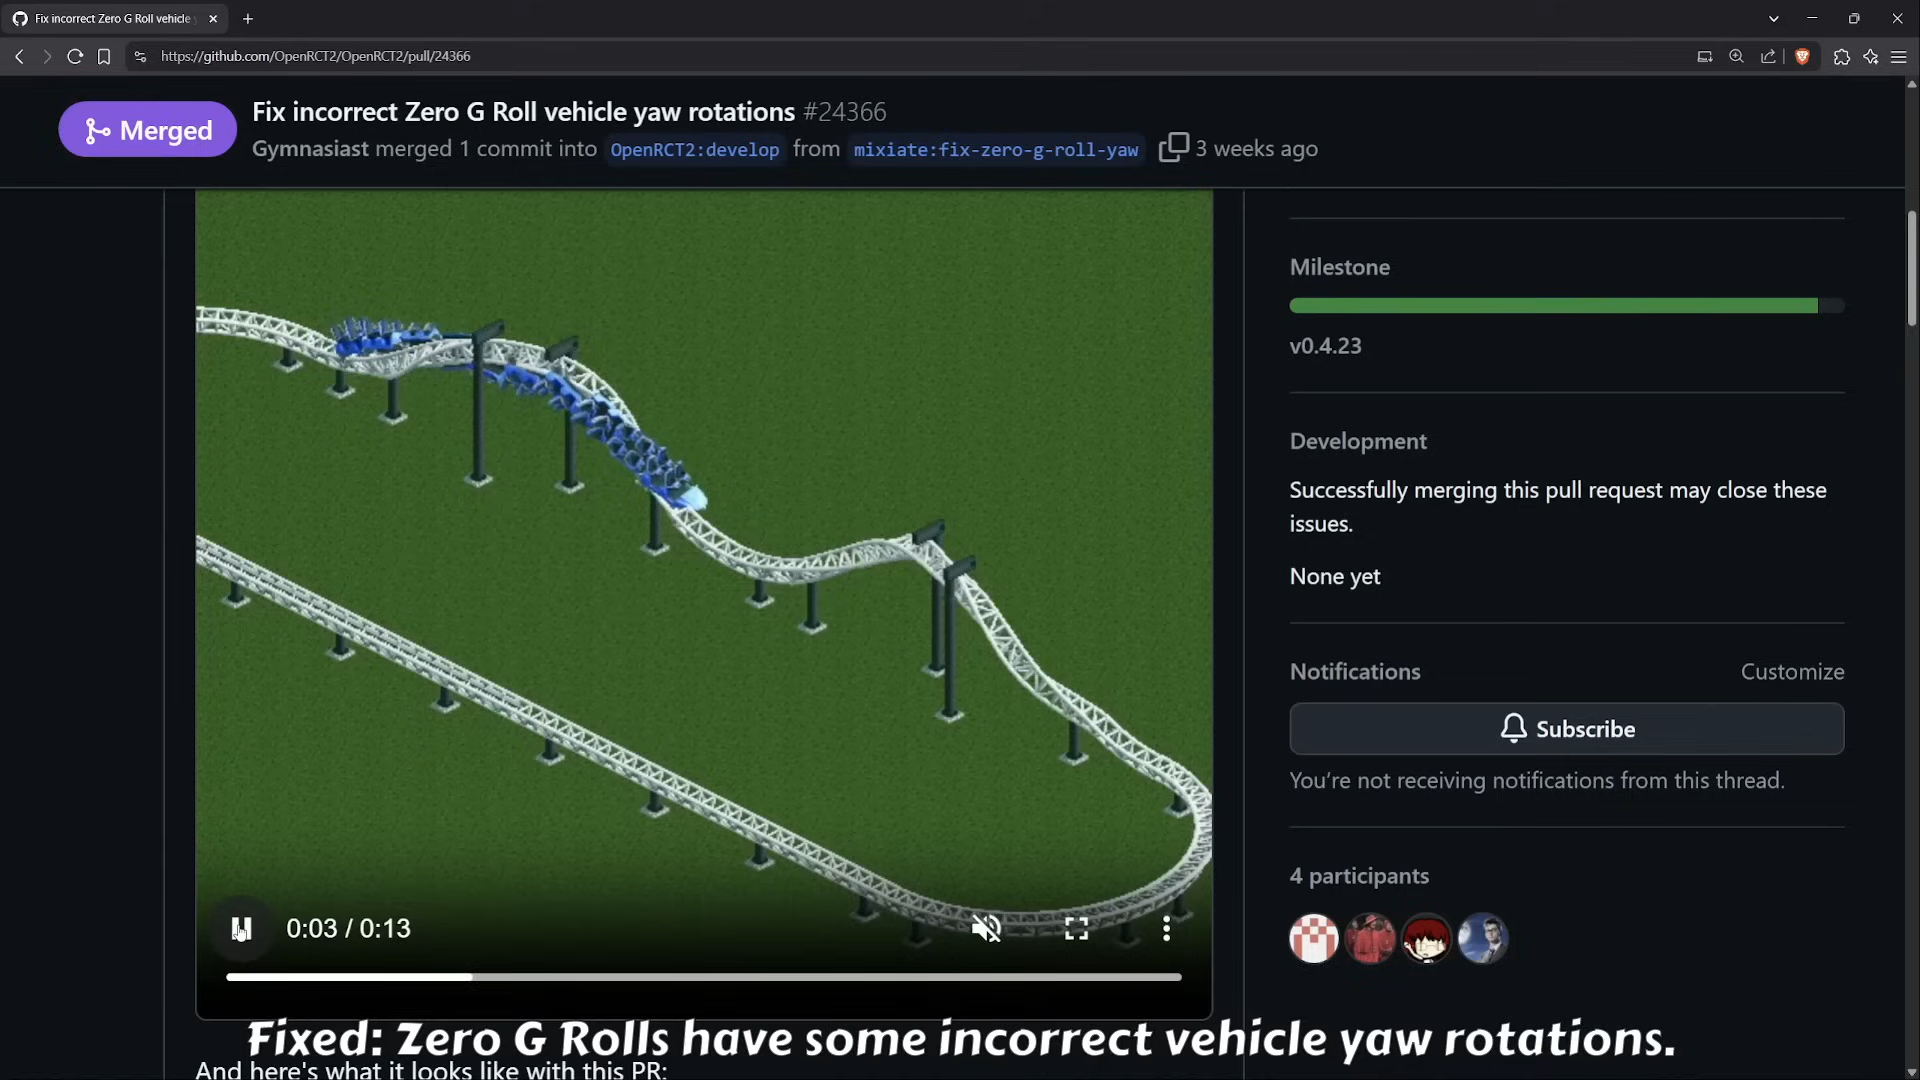 Fix incorrect Zero G Roll vehicle
https://github.com/OpenRCT2/OpenRCT2/pull/24366
Merged
Fix incorrect Zero G Roll vehicle yaw rotations #24366
Gymnasiast merged 1 commit into OpenRCT2:develop from mixiate:fix-zero-g-roll-yaw 3 weeks ago
Milestone
v0.4.23
Development
Successfully merging this pull request may close these
issues.
None yet
Notifications Customize
Subscribe
You're not receiving notifications from this thread.
4 participants
0:03 / 0:13
Fixed: Zero G Rolls have some incorrect vehicle yaw rotations.
And here's what it looks like with this PR: